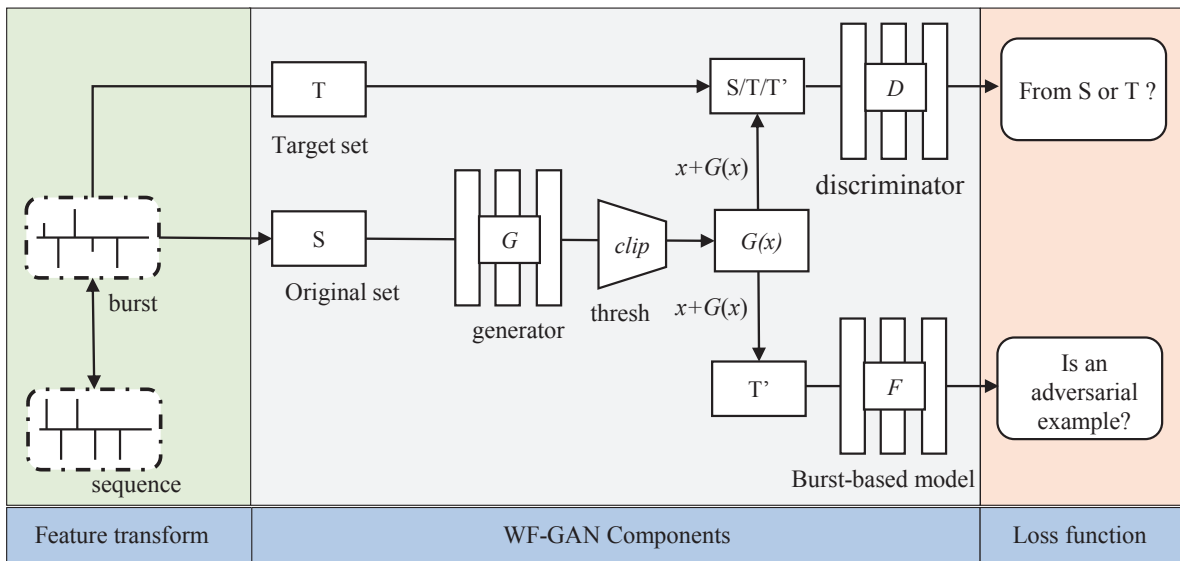 T
Target set
S/T/T’
D
discriminator
From S or T ?
x+G(x)
burst
S
Original set
G
generator
clip
thresh
G(x)
x+G(x)
T’
F
Burst-based model
Is an
adversarial
example?
sequence
Feature transform
WF-GAN Components
Loss function